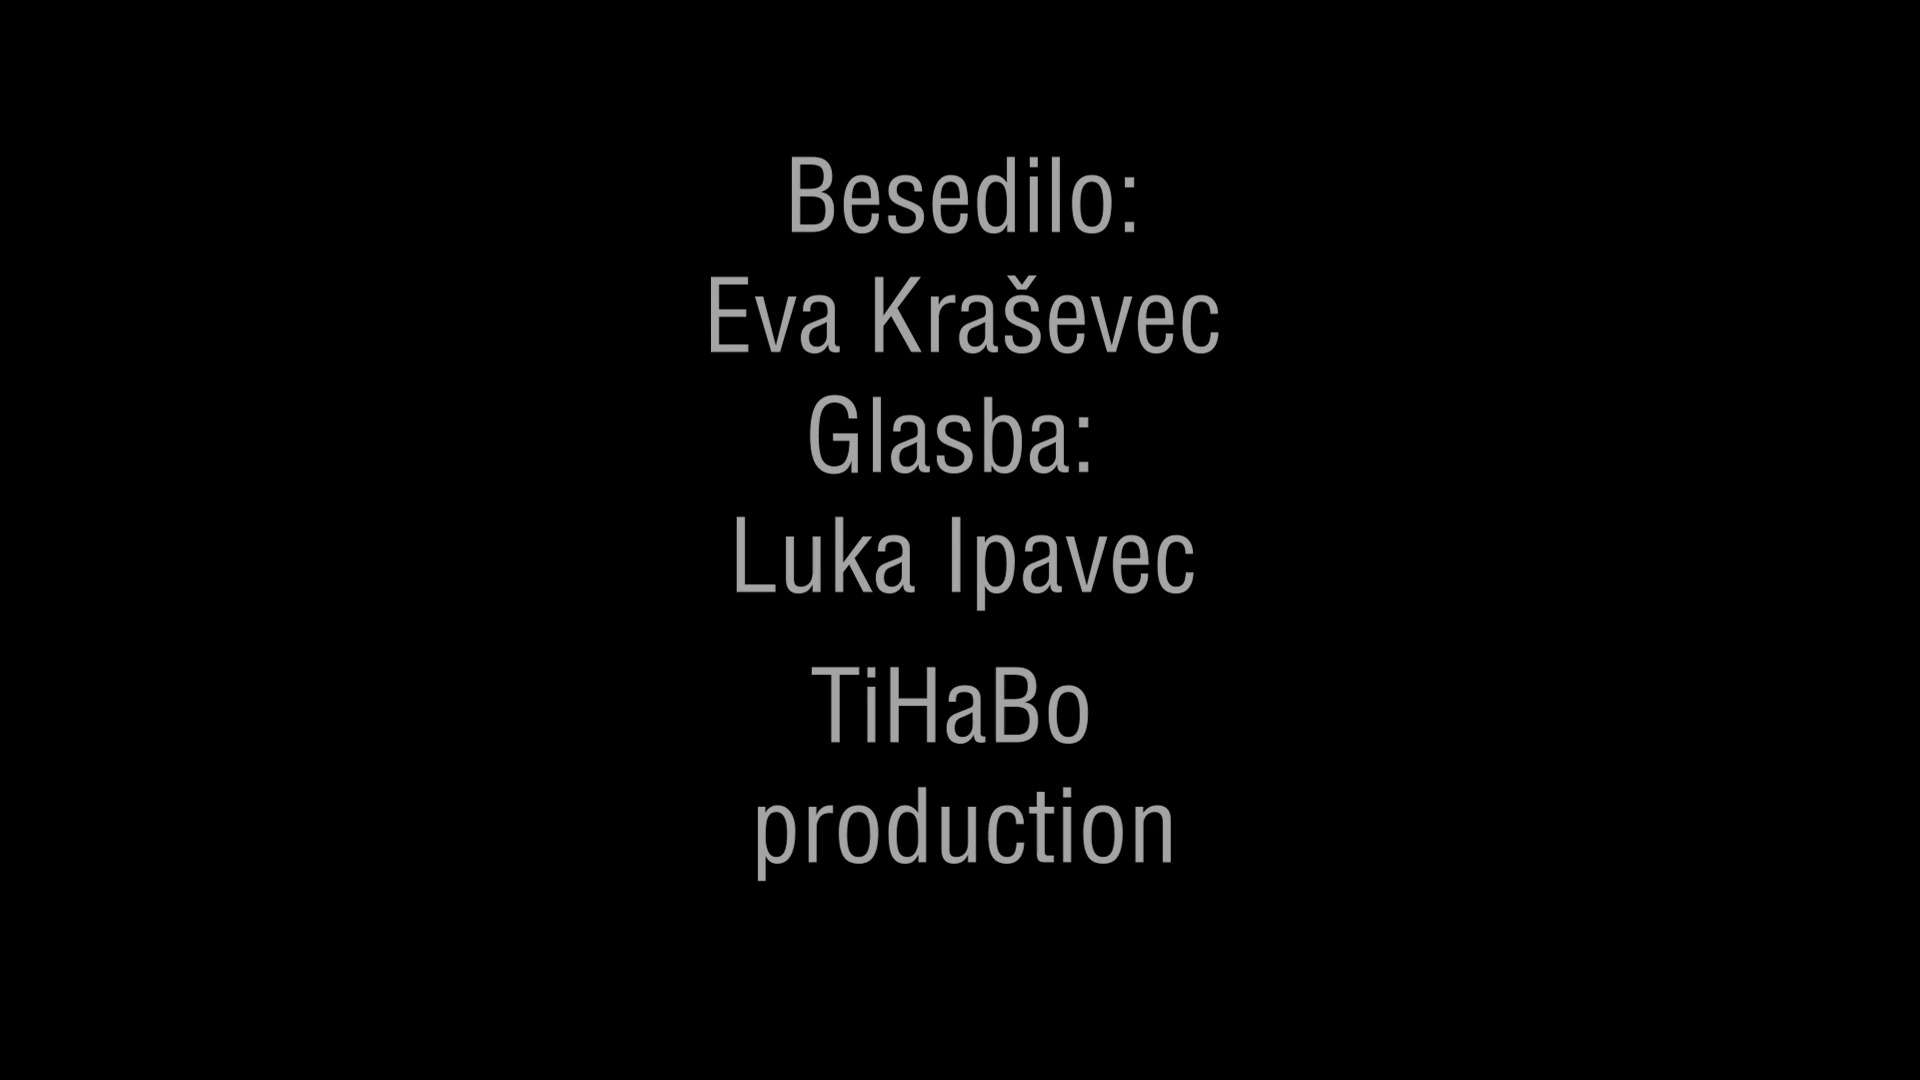 Besedilo:
Eva Kraševec
Glasba:
Luka Ipavec
TiHaBo
production